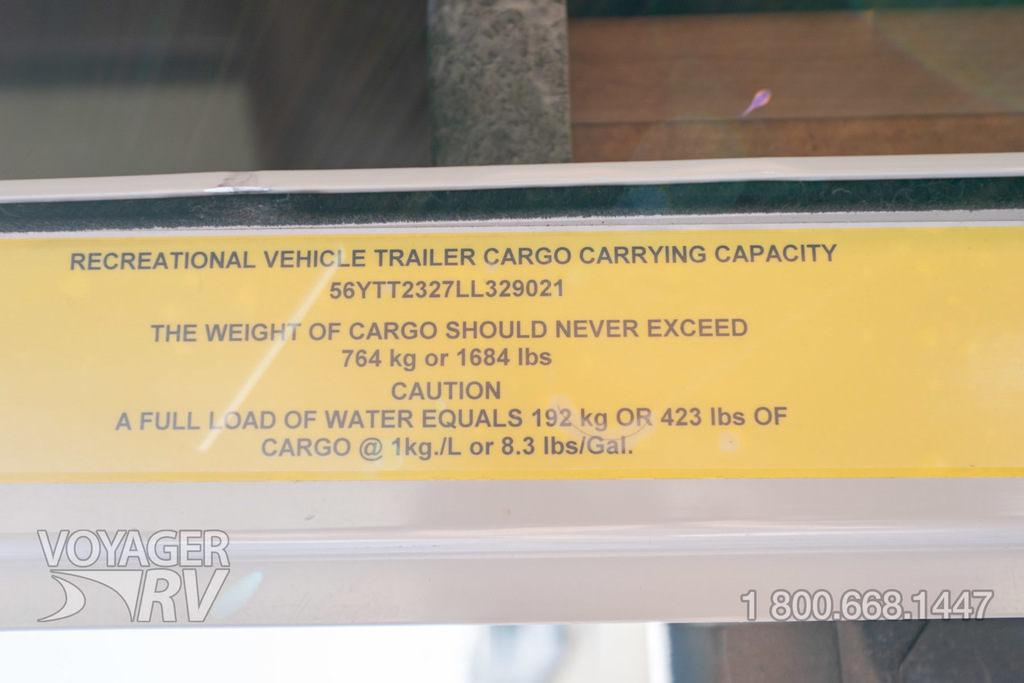 RECREATIONAL VEHICLE TRAILER CARGO CARRYING CAPACITY
56YTT2327LL329021
THE WEIGHT OF CARGO SHOULD NEVER EXCEED
764 kg or 1684 lbs
CAUTION
A FULL LOAD OF WATER EQUALS 192 kg OR 423 lbs OF
CARGO @ 1kg./L or 8.3 lbs/Gal.
VOYAGER
RV
1 800.668.1447